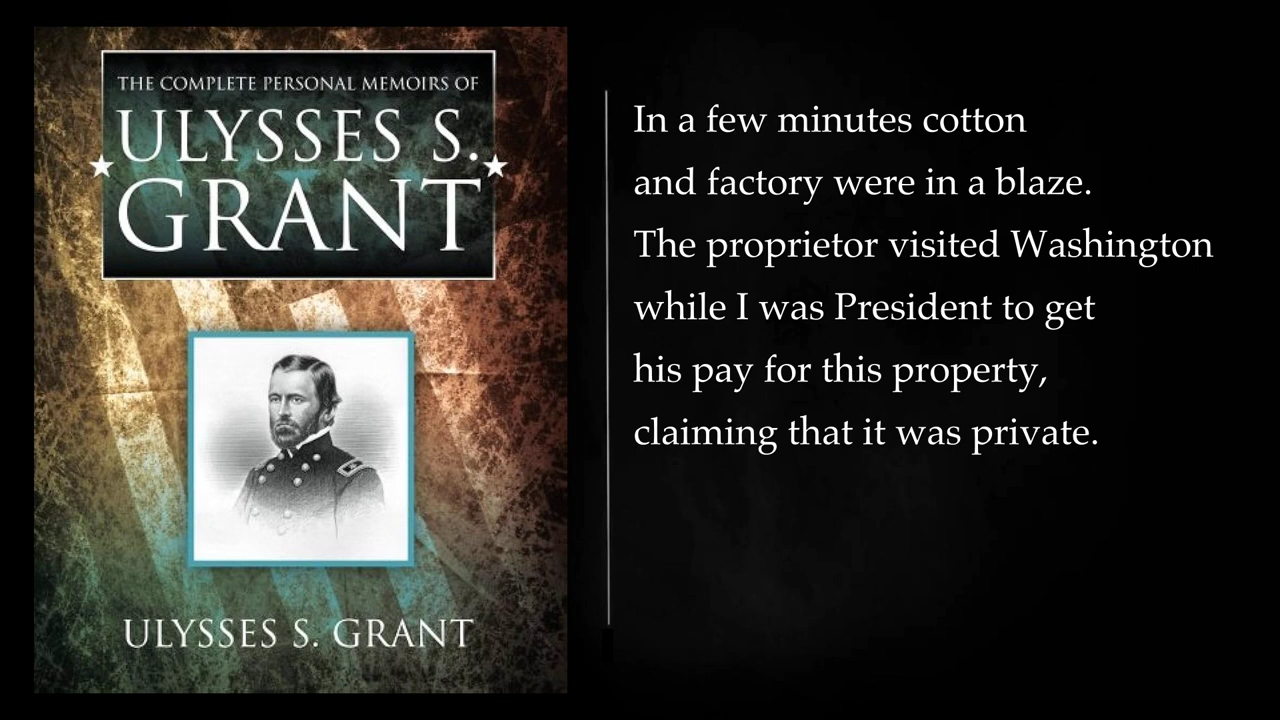 THE COMPLETE PERSONAL MEMOIRS OF
ULYSSES S.
GRANT
ULYSSES S. GRANT
In a few minutes cotton
and factory were in a blaze.
The proprietor visited Washington
while I was President to get
his pay for this property,
claiming that it was private.